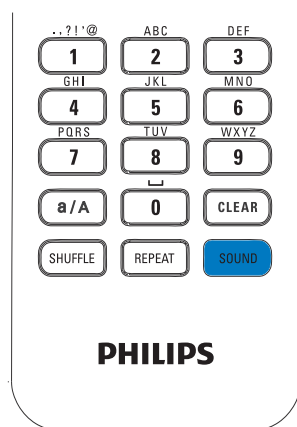 .,?!'@ ABC DEF
1 2 3
GHI JKL MNO
4 5 6
PQRS TUV WXYZ
7 8 9
a/A 0 CLEAR
SHUFFLE REPEAT SOUND
PHILIPS